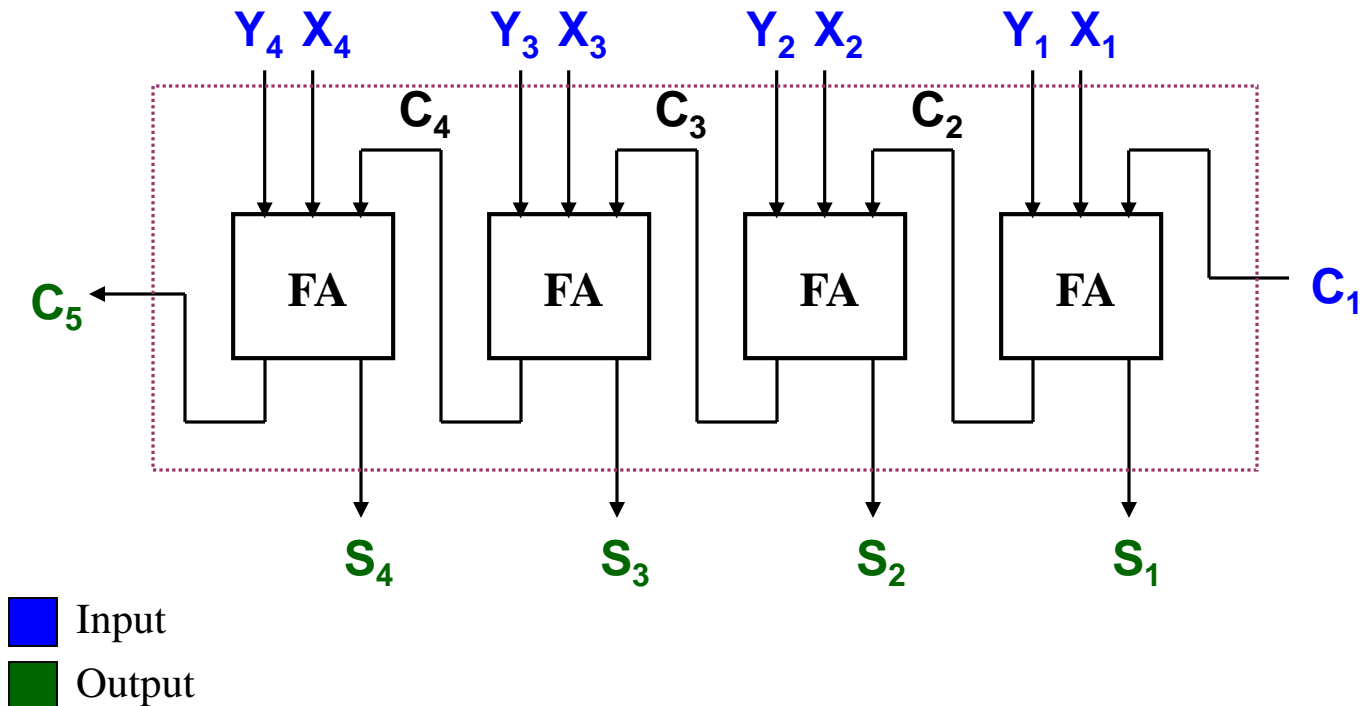 Y₄ X₄ Y₃ X₃ Y₂ X₂ Y₁ X₁
C₄ C₃ C₂
FA FA FA FA
C₅ C₁
S₄ S₃ S₂ S₁
Input
Output